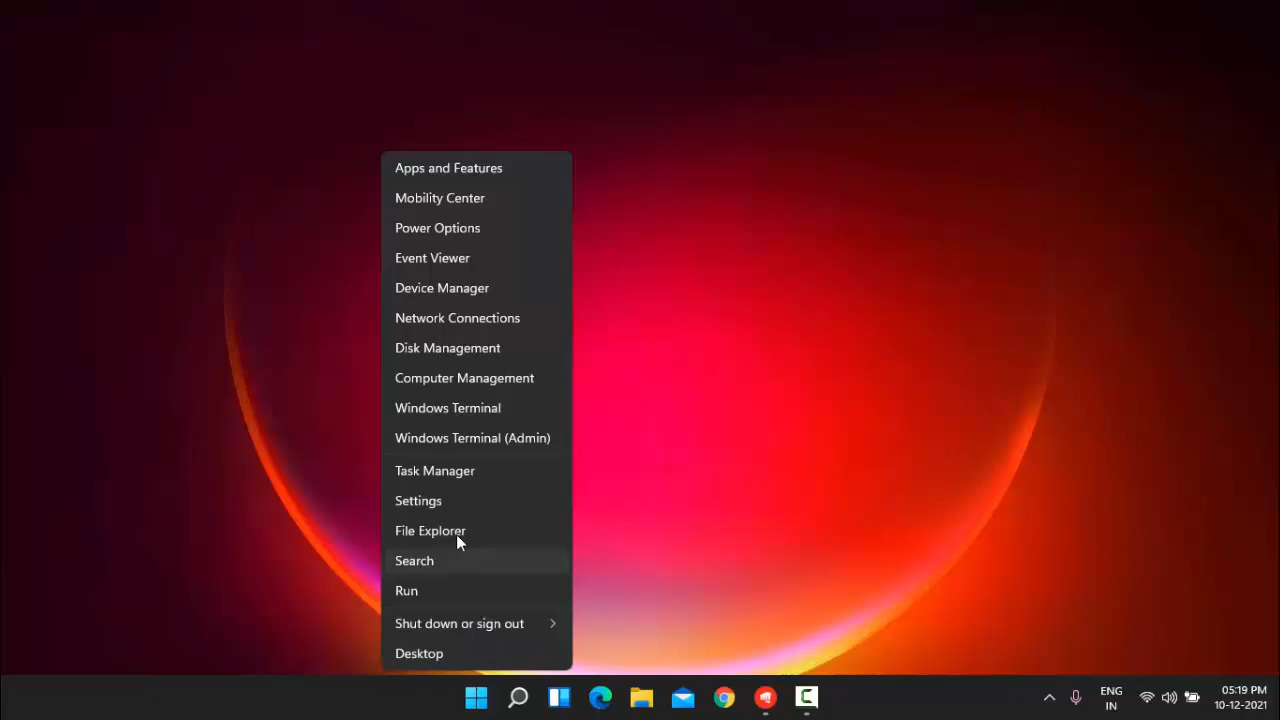 Apps and Features
Mobility Center
Power Options
Event Viewer
Device Manager
Network Connections
Disk Management
Computer Management
Windows Terminal
Windows Terminal (Admin)
Task Manager
Settings
File Explorer
Search
Run
Shut down or sign out
Desktop
ENG
IN
05:19 PM
10-12-2021